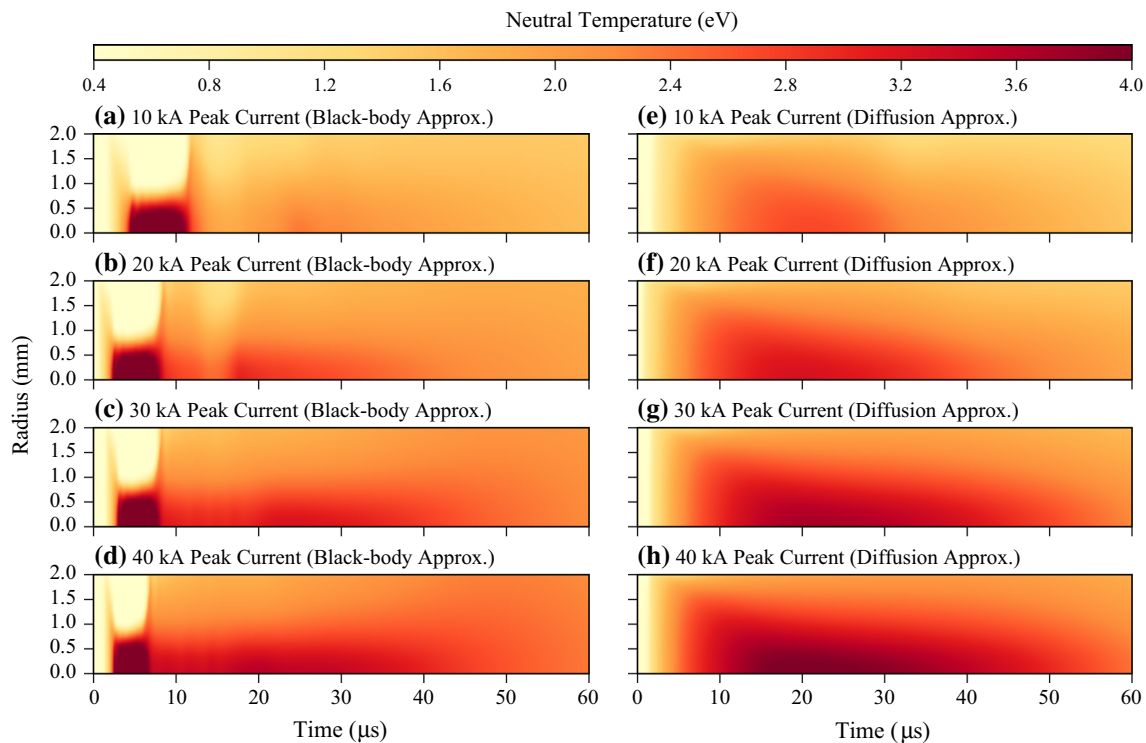 Neutral Temperature (eV)
0.4 0.8 1.2 1.6 2.0 2.4 2.8 3.2 3.6 4.0
(a) 10 kA Peak Current (Black-body Approx.)
2.0
1.5
1.0
0.5
0.0
(e) 10 kA Peak Current (Diffusion Approx.)
(b) 20 kA Peak Current (Black-body Approx.)
2.0
1.5
1.0
0.5
0.0
(f) 20 kA Peak Current (Diffusion Approx.)
(c) 30 kA Peak Current (Black-body Approx.)
2.0
1.5
1.0
0.5
0.0
(g) 30 kA Peak Current (Diffusion Approx.)
(d) 40 kA Peak Current (Black-body Approx.)
2.0
1.5
1.0
0.5
0.0
(h) 40 kA Peak Current (Diffusion Approx.)
Radius (mm)
0 10 20 30 40 50 60
0 10 20 30 40 50 60
Time (μs)
Time (μs)